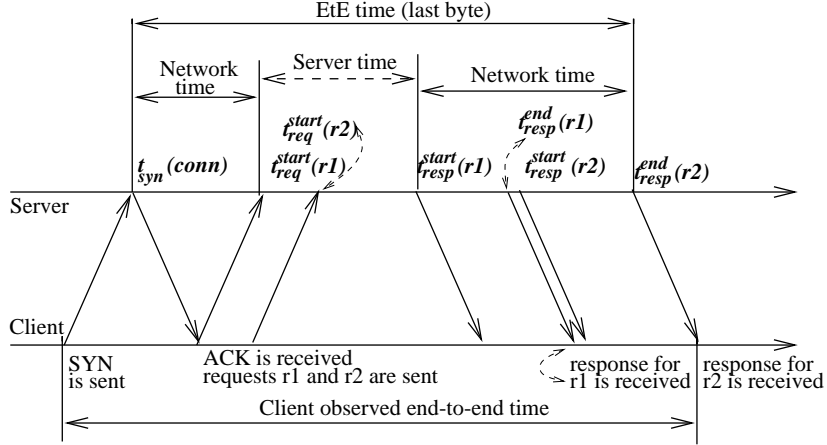 EtE time (last byte)
Server time
Network
time
Network time
t_resp^end(r1)
t_req^start(r2)
t_syn(conn)
t_req^start(r1)
t_resp^start(r1)
t_resp^start(r2)
t_resp^end(r2)
Server
Client
SYN
is sent
ACK is received
requests r1 and r2 are sent
response for
r1 is received
response for
r2 is received
Client observed end-to-end time